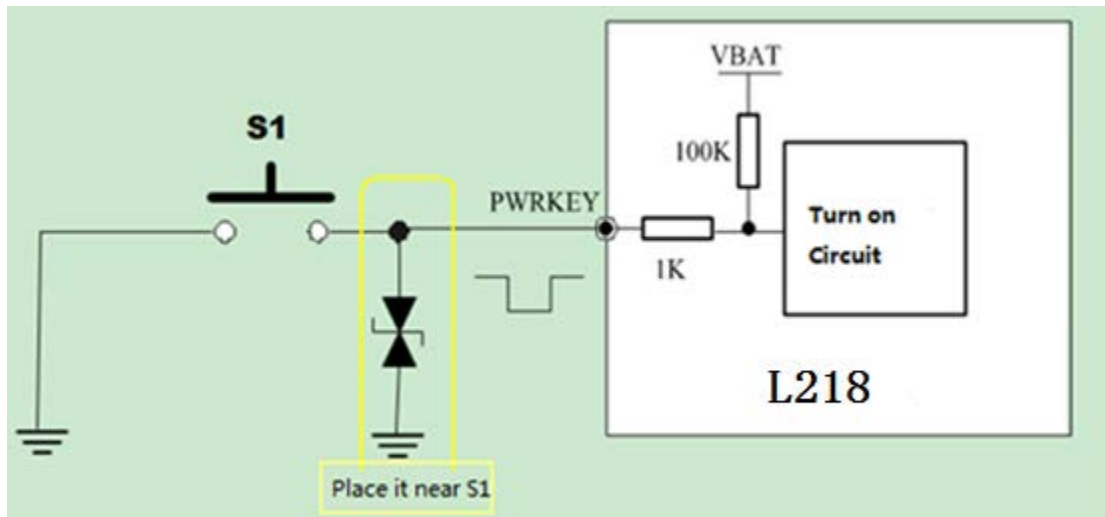 VBAT
S1
100K
PWRKEY
Turn on
Circuit
1K
L218
Place it near S1